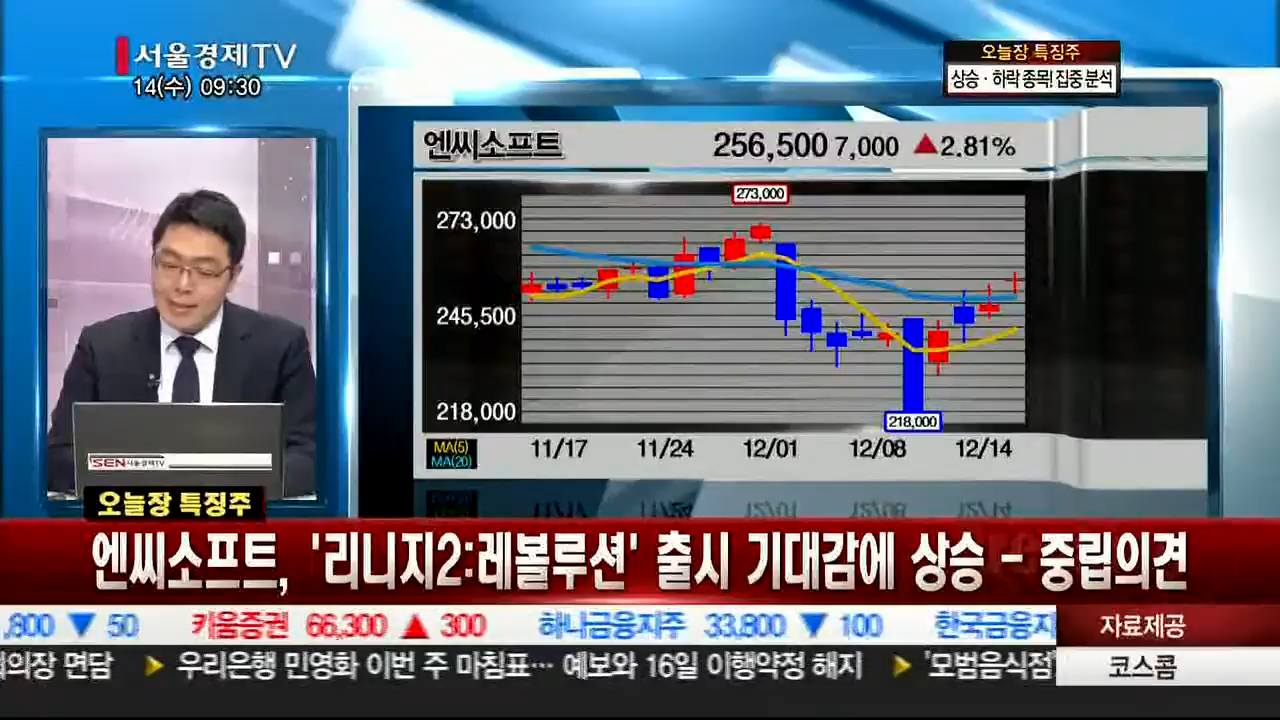 서울경제TV
14(수) 09:30
오늘장 특징주
상승·하락 종목! 집중 분석
엔씨소프트 256,500 7,000 ▲2.81%
273,000
273,000
245,500
218,000
218,000
MA(5)
MA(20)
11/17 11/24 12/01 12/08 12/14
SEN 서울경제TV
오늘장 특징주
엔씨소프트, '리니지2:레볼루션' 출시 기대감에 상승 - 중립의견
,800 ▼ 50 키움증권 66,300 ▲ 300 하나금융지주 33,800 ▼ 100 한국금융지
자료제공
의장 면담 ▶ 우리은행 민영화 이번 주 마침표… 예보와 16일 이행약정 해지 ▶ '모범음식점'
코스콤